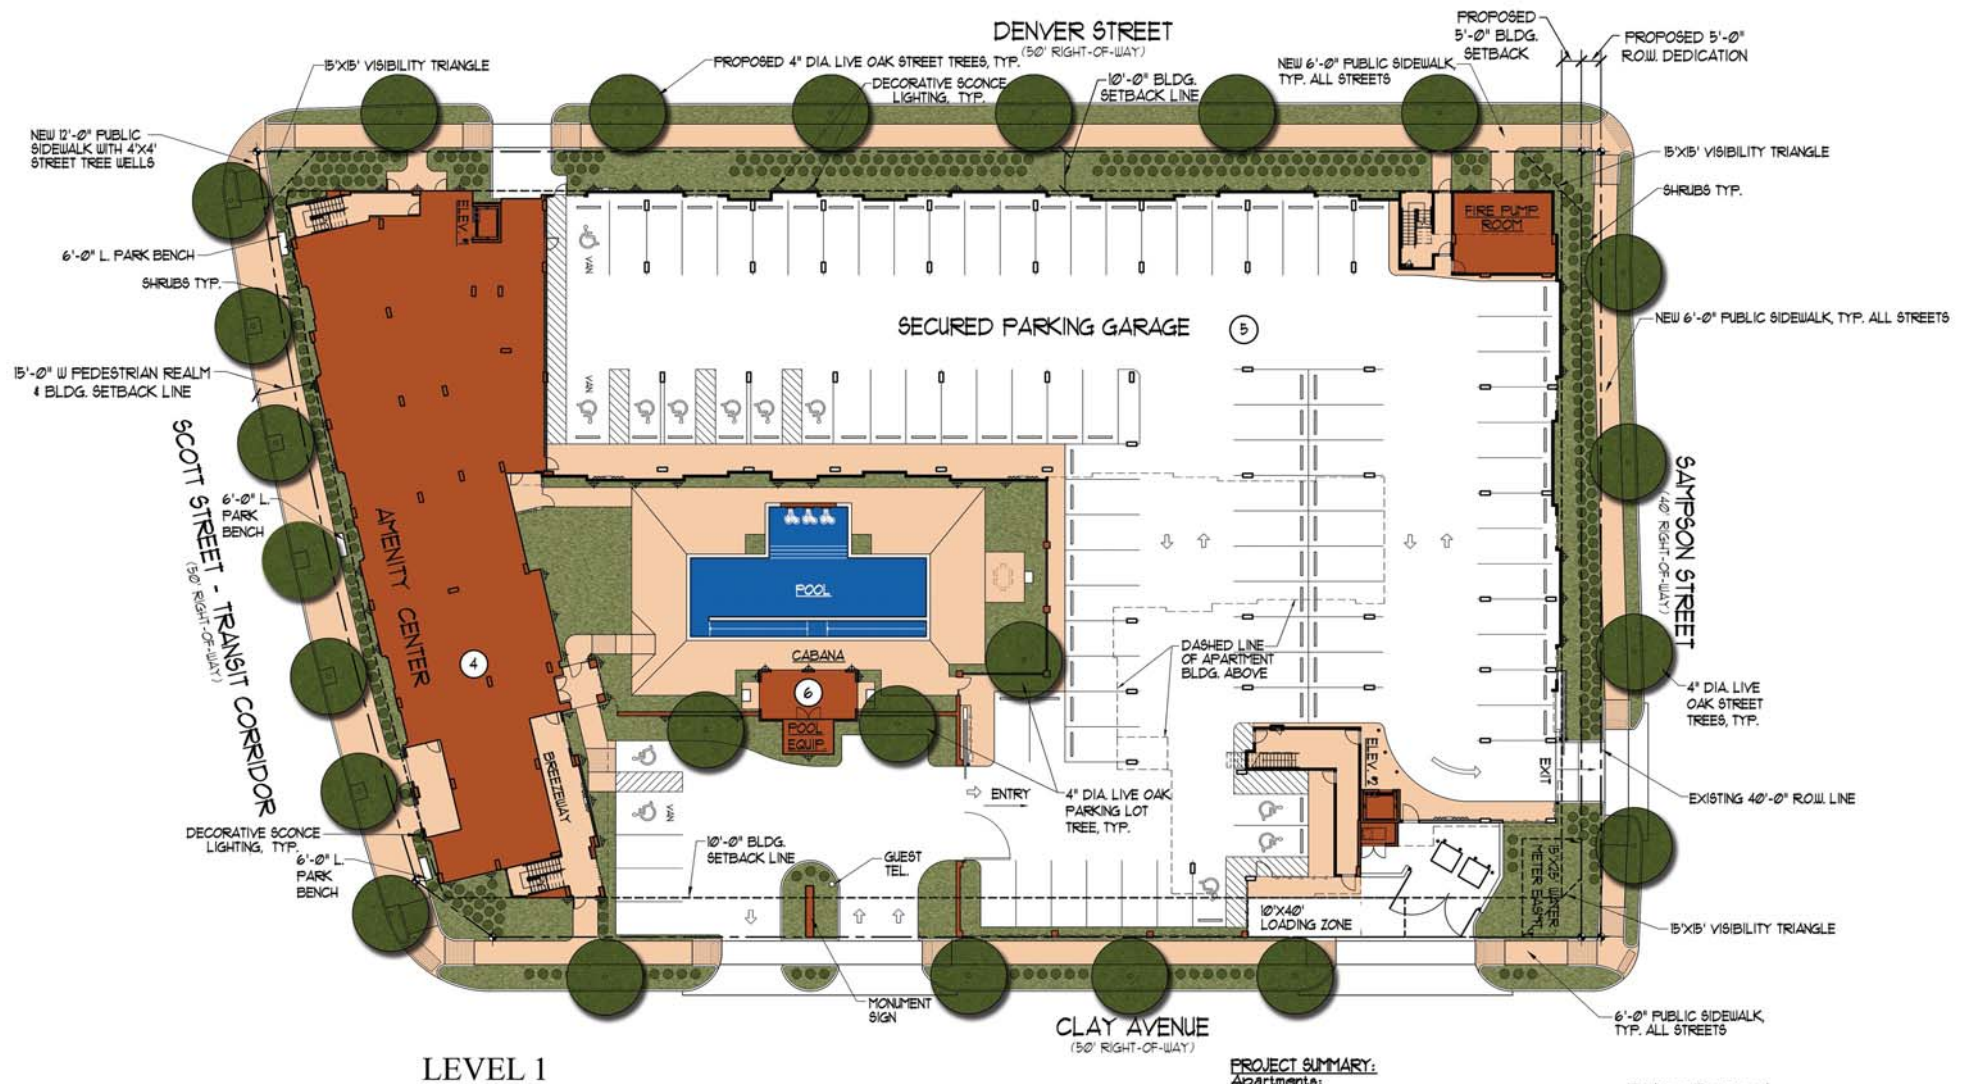 DENVER STREET
(50' RIGHT-OF-WAY)
PROPOSED
5'-0" BLDG.
SETBACK
PROPOSED 5'-0"
R.O.W. DEDICATION
15'X15' VISIBILITY TRIANGLE
PROPOSED 4" DIA. LIVE OAK STREET TREES, TYP.
DECORATIVE SCONCE
LIGHTING, TYP.
10'-0" BLDG.
SETBACK LINE
NEW 6'-0" PUBLIC SIDEWALK,
TYP. ALL STREETS
NEW 12'-0" PUBLIC
SIDEWALK WITH 4'X4'
STREET TREE WELLS
15'X15' VISIBILITY TRIANGLE
SHRUBS TYP.
ELEV. #1
FIRE PUMP
ROOM
6'-0" L. PARK BENCH
SHRUBS TYP.
VAN
SECURED PARKING GARAGE
5
NEW 6'-0" PUBLIC SIDEWALK, TYP. ALL STREETS
15'-0" W PEDESTRIAN REALM
& BLDG. SETBACK LINE
VAN
SCOTT STREET - TRANSIT CORRIDOR
(50' RIGHT-OF-WAY)
6'-0" L.
PARK
BENCH
AMENITY CENTER
4
SAMPSON STREET
(40' RIGHT-OF-WAY)
POOL
CABANA
6
POOL
EQUIP.
DASHED LINE
OF APARTMENT
BLDG. ABOVE
4" DIA. LIVE
OAK STREET
TREES, TYP.
BREEZEWAY
VAN
ENTRY
4" DIA. LIVE OAK
PARKING LOT
TREE, TYP.
ELEV. #2
EXIT
EXISTING 40'-0" R.O.W. LINE
DECORATIVE SCONCE
LIGHTING, TYP.
6'-0" L.
PARK
BENCH
10'-0" BLDG.
SETBACK LINE
GUEST
TEL.
15'X25' WATER
METER EASM'T
10'X40'
LOADING ZONE
15'X15' VISIBILITY TRIANGLE
MONUMENT
SIGN
CLAY AVENUE
(50' RIGHT-OF-WAY)
6'-0" PUBLIC SIDEWALK,
TYP. ALL STREETS
LEVEL 1
PROJECT SUMMARY:
Apartments: